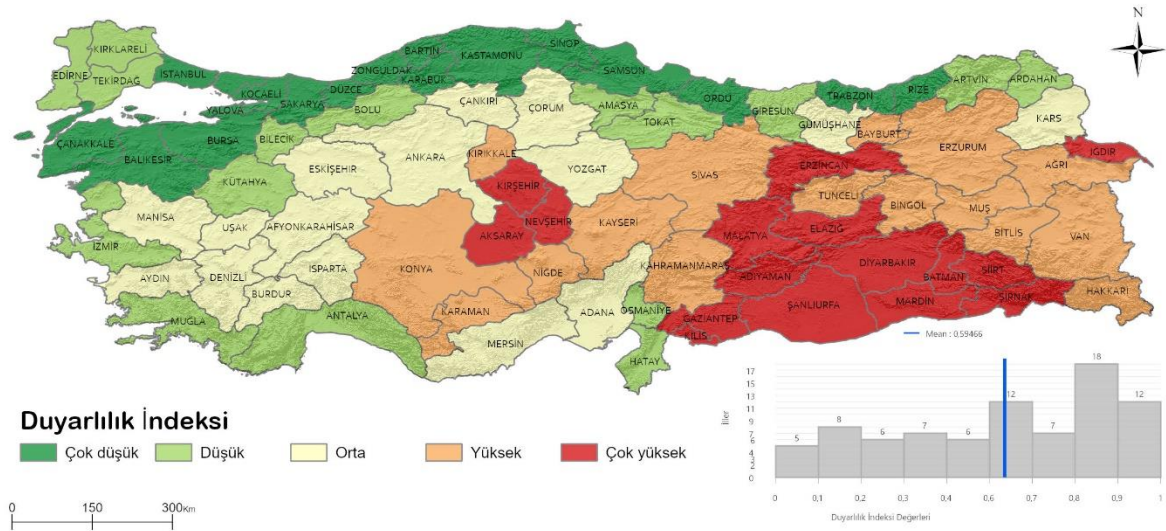 N
KIRKLARELİ
EDİRNE
TEKİRDAĞ
İSTANBUL
KOCAELİ
YALOVA
SAKARYA
DÜZCE
ZONGULDAK
BARTIN
KARABÜK
KASTAMONU
SİNOP
SAMSUN
ORDU
GİRESUN
TRABZON
RİZE
ARTVİN
ARDAHAN
ÇANAKKALE
BALIKESİR
BURSA
BİLECİK
BOLU
ÇANKIRI
ÇORUM
AMASYA
TOKAT
GÜMÜŞHANE
BAYBURT
ERZURUM
KARS
IĞDIR
AĞRI
KÜTAHYA
ESKİŞEHİR
ANKARA
KIRIKKALE
YOZGAT
SİVAS
ERZİNCAN
TUNCELİ
BİNGÖL
MUŞ
BİTLİS
VAN
MANİSA
UŞAK
AFYONKARAHİSAR
KIRŞEHİR
NEVŞEHİR
AKSARAY
KAYSERİ
MALATYA
ELAZIĞ
İZMİR
AYDIN
DENİZLİ
ISPARTA
BURDUR
KONYA
NİĞDE
KAHRAMANMARAŞ
ADIYAMAN
DİYARBAKIR
BATMAN
SİİRT
ŞIRNAK
HAKKARİ
MUĞLA
ANTALYA
KARAMAN
MERSİN
ADANA
OSMANİYE
HATAY
GAZİANTEP
KİLİS
ŞANLIURFA
MARDİN
Duyarlılık İndeksi
Çok düşük Düşük Orta Yüksek Çok yüksek
0 150 300Km
Mean : 0.59466
İller
17
15
13
11
9
7
6
4
3
2
0
5 8 6 7 6 12 7 18 12
0 0,1 0,2 0,3 0,4 0,5 0,6 0,7 0,8 0,9 1
Duyarlılık İndeksi Değerleri